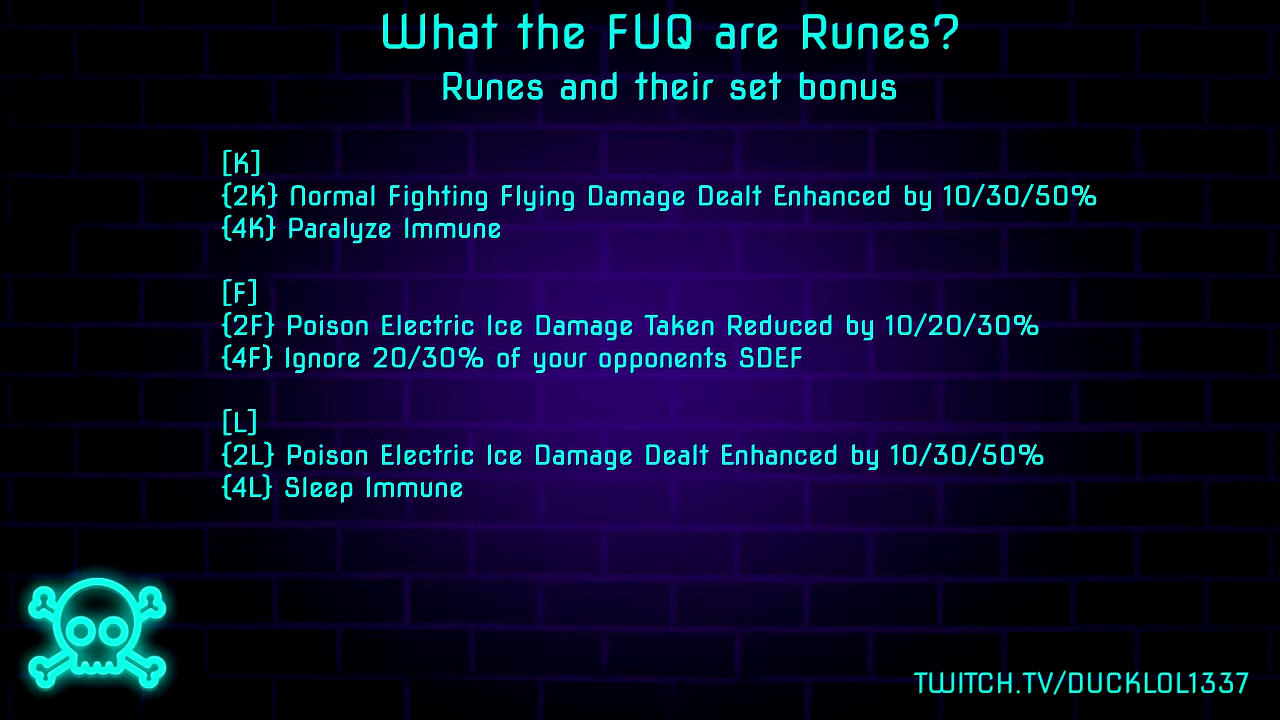 What the FUQ are Runes?
Runes and their set bonus
[K]
{2K} Normal Fighting Flying Damage Dealt Enhanced by 10/30/50%
{4K} Paralyze Immune
[F]
{2F} Poison Electric Ice Damage Taken Reduced by 10/20/30%
{4F} Ignore 20/30% of your opponents SDEF
[L]
{2L} Poison Electric Ice Damage Dealt Enhanced by 10/30/50%
{4L} Sleep Immune
TWITCH.TV/DUCKLOL1337